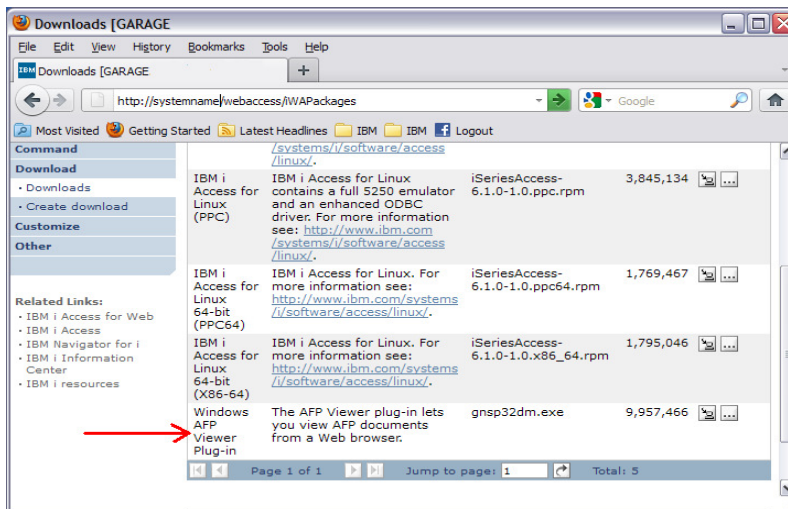 Downloads [GARAGE
File Edit View History Bookmarks Tools Help
IBM Downloads [GARAGE
http://systemname/webaccess/iWAPackages
Google
Most Visited Getting Started Latest Headlines IBM IBM Logout
Command
Download
• Downloads
• Create download
Customize
Other
Related Links:
• IBM i Access for Web
• IBM i Access
• IBM Navigator for i
• IBM i Information
Center
• IBM i resources
/systems/i/software/access
/linux/.
IBM i IBM i Access for Linux iSeriesAccess- 3,845,134 ...
Access for contains a full 5250 emulator 6.1.0-1.0.ppc.rpm
Linux and an enhanced ODBC
(PPC) driver. For more information
see: http://www.ibm.com
/systems/i/software/access
/linux/.
IBM i IBM i Access for Linux. For iSeriesAccess- 1,769,467 ...
Access for more information see: 6.1.0-1.0.ppc64.rpm
Linux http://www.ibm.com/systems
64-bit /i/software/access/linux/.
(PPC64)
IBM i IBM i Access for Linux. For iSeriesAccess- 1,795,046 ...
Access for more information see: 6.1.0-1.0.x86_64.rpm
Linux http://www.ibm.com/systems
64-bit /i/software/access/linux/.
(X86-64)
Windows The AFP Viewer plug-in lets gnsp32dm.exe 9,957,466 ...
AFP you view AFP documents
Viewer from a Web browser.
Plug-in
Page 1 of 1 Jump to page: 1 Total: 5